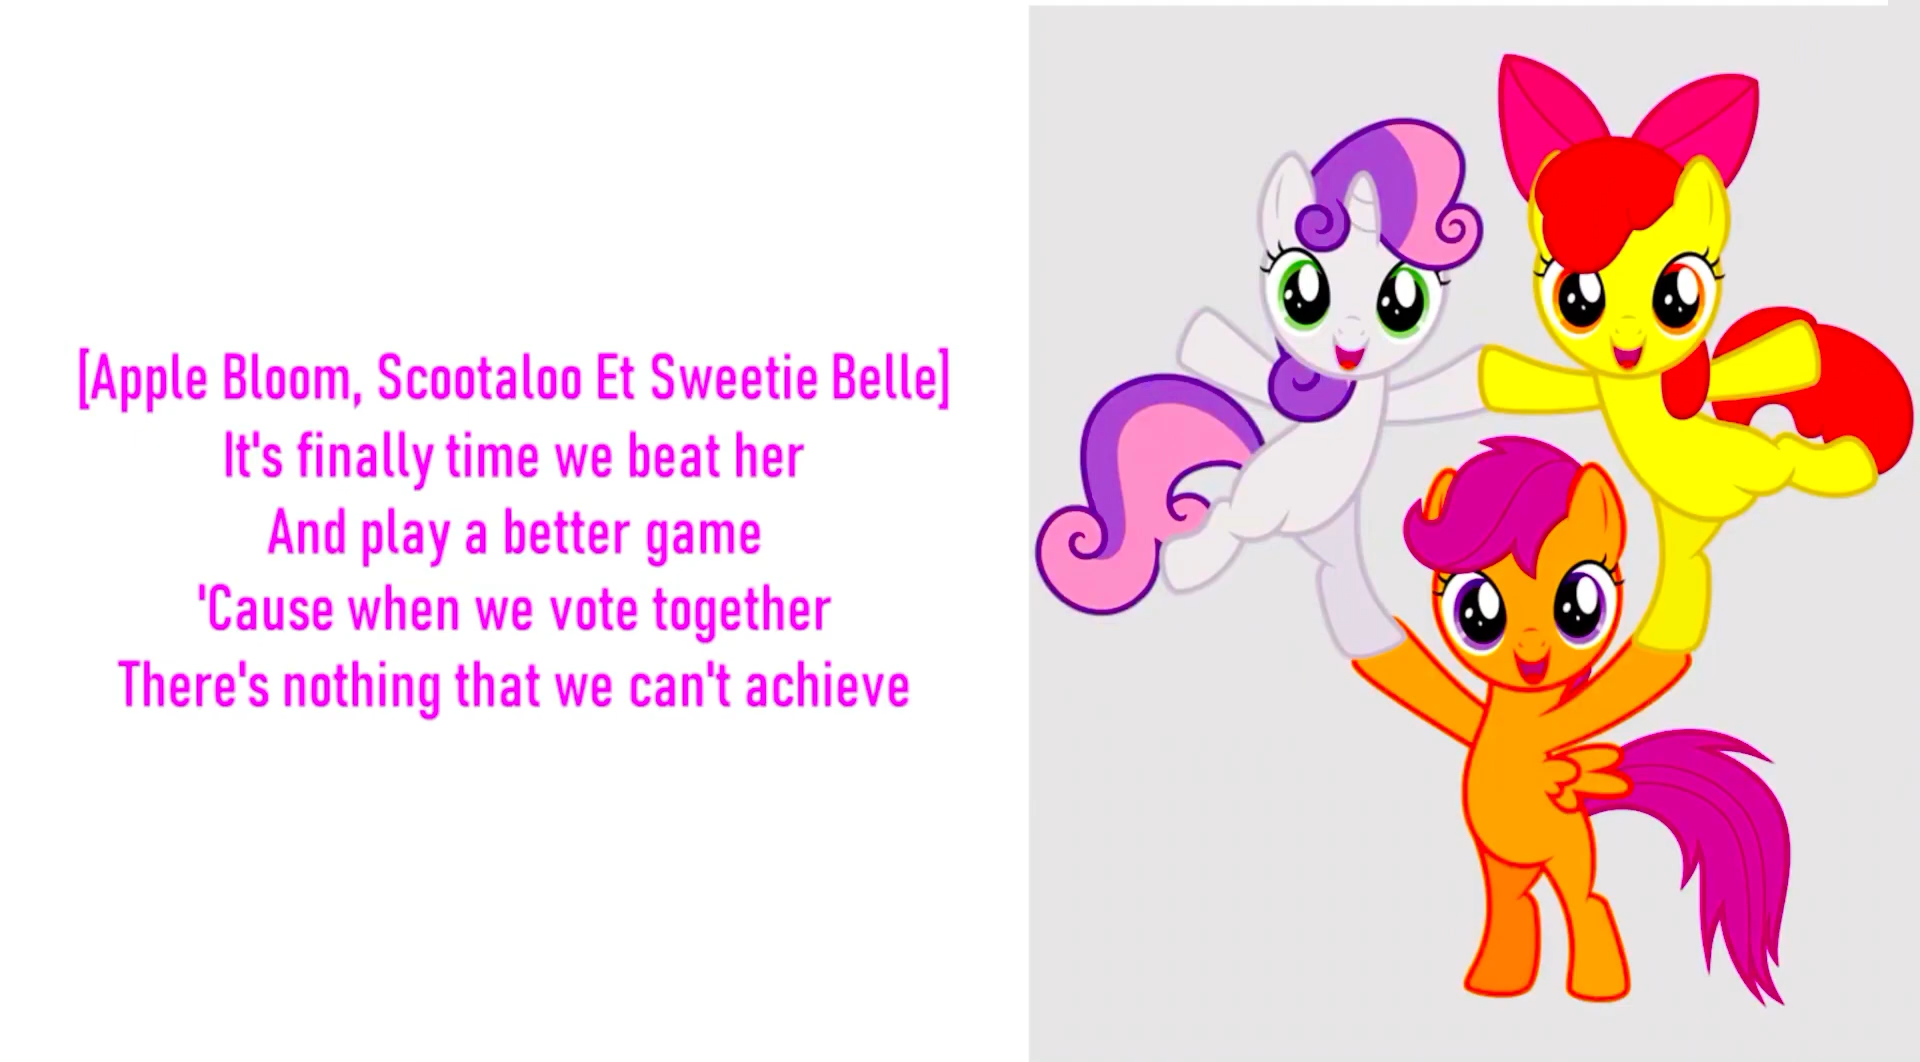 [Apple Bloom, Scootaloo Et Sweetie Belle]
It's finally time we beat her
And play a better game
'Cause when we vote together
There's nothing that we can't achieve